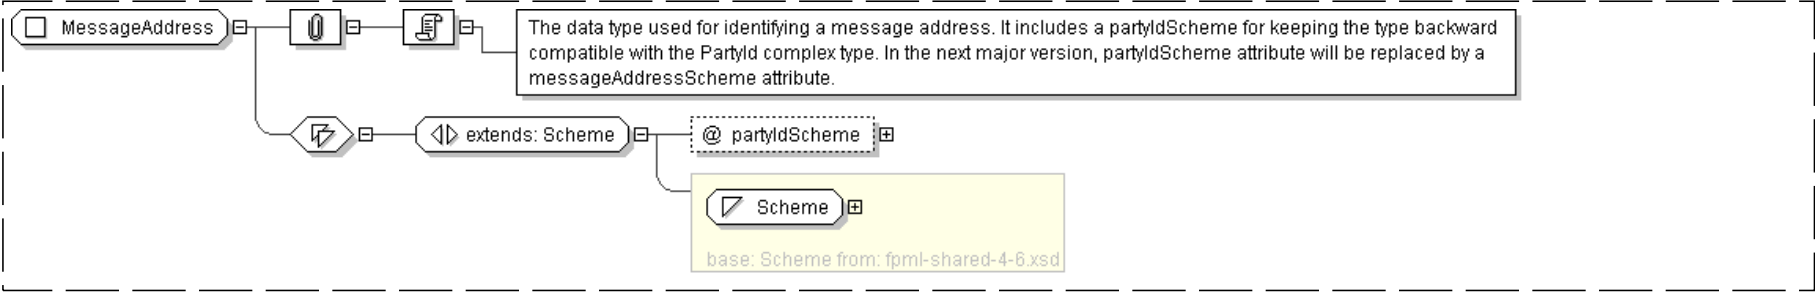 MessageAddress
The data type used for identifying a message address. It includes a partyIdScheme for keeping the type backward
compatible with the PartyId complex type. In the next major version, partyIdScheme attribute will be replaced by a
messageAddressScheme attribute.
extends: Scheme
@ partyIdScheme
Scheme
base: Scheme from: fpml-shared-4-6.xsd